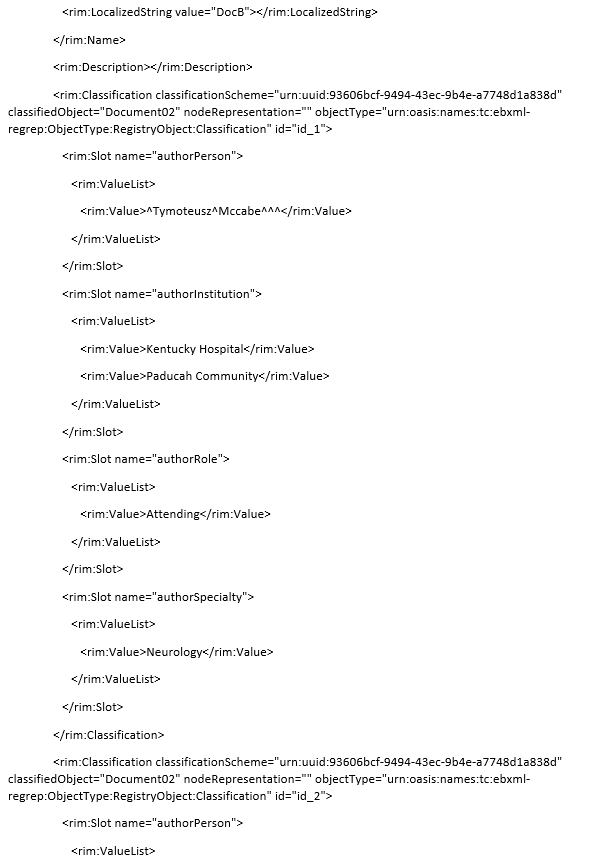 <rim:LocalizedString value="DocB"></rim:LocalizedString>
</rim:Name>
<rim:Description></rim:Description>
<rim:Classification classificationScheme="urn:uuid:93606bcf-9494-43ec-9b4e-a7748d1a838d"
classifiedObject="Document02" nodeRepresentation="" objectType="urn:oasis:names:tc:ebxml-
regrep:ObjectType:RegistryObject:Classification" id="id_1">
<rim:Slot name="authorPerson">
<rim:ValueList>
<rim:Value>^Tymoteusz^Mccabe^^^</rim:Value>
</rim:ValueList>
</rim:Slot>
<rim:Slot name="authorInstitution">
<rim:ValueList>
<rim:Value>Kentucky Hospital</rim:Value>
<rim:Value>Paducah Community</rim:Value>
</rim:ValueList>
</rim:Slot>
<rim:Slot name="authorRole">
<rim:ValueList>
<rim:Value>Attending</rim:Value>
</rim:ValueList>
</rim:Slot>
<rim:Slot name="authorSpecialty">
<rim:ValueList>
<rim:Value>Neurology</rim:Value>
</rim:ValueList>
</rim:Slot>
</rim:Classification>
<rim:Classification classificationScheme="urn:uuid:93606bcf-9494-43ec-9b4e-a7748d1a838d"
classifiedObject="Document02" nodeRepresentation="" objectType="urn:oasis:names:tc:ebxml-
regrep:ObjectType:RegistryObject:Classification" id="id_2">
<rim:Slot name="authorPerson">
<rim:ValueList>